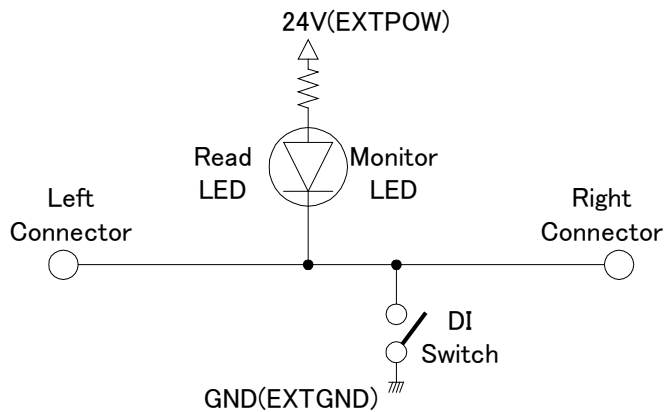 24V(EXTPOW)
Read
LED
Monitor
LED
Left
Connector
Right
Connector
DI
Switch
GND(EXTGND)